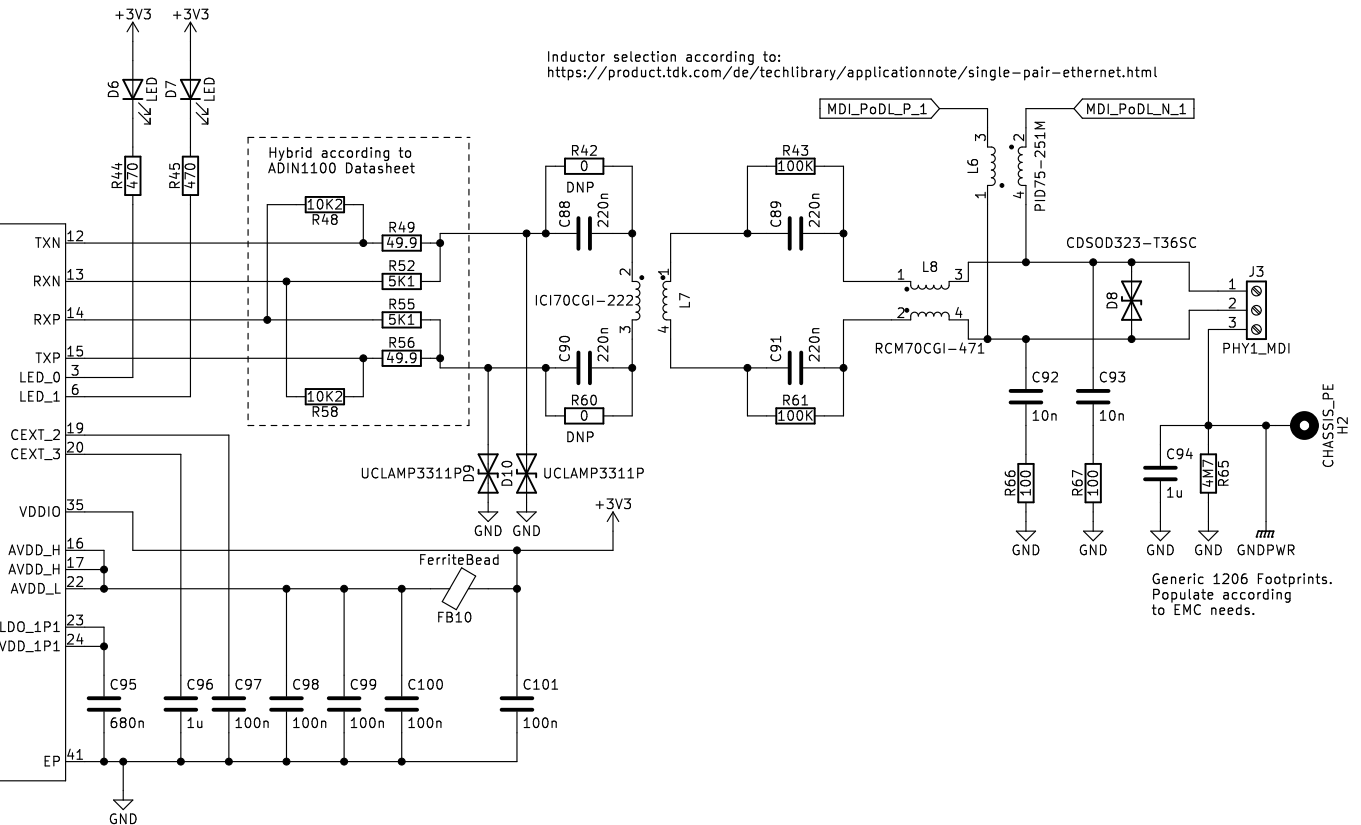 +3V3
+3V3
D6
LED
D7
LED
R44
470
R45
470
Inductor selection according to:
https://product.tdk.com/de/techlibrary/applicationnote/single-pair-ethernet.html
MDI_PoDL_P_1
MDI_PoDL_N_1
3
2
L6
PID75-251M
1
4
Hybrid according to
ADIN1100 Datasheet
10K2
R48
R49
49.9
R52
5K1
R55
5K1
R56
49.9
10K2
R58
R42
0
DNP
C88
220n
R43
100K
C89
220n
2
1
ICI70CGI-222
L7
3
4
C90
220n
R60
0
DNP
C91
220n
R61
100K
1
L8
3
2
4
RCM70CGI-471
CDSOD323-T36SC
D8
J3
1
2
3
PHY1_MDI
TXN
12
RXN
13
RXP
14
TXP
15
LED_0
3
LED_1
6
CEXT_2
19
CEXT_3
20
VDDIO
35
AVDD_H
16
AVDD_H
17
AVDD_L
22
LDO_1P1
23
VDD_1P1
24
EP
41
UCLAMP3311P
D9
D10
UCLAMP3311P
GND
GND
+3V3
FerriteBead
FB10
C92
10n
C93
10n
R66
100
R67
100
GND
GND
C94
1u
4M7
R65
CHASSIS_PE
H2
GND
GND
GNDPWR
Generic 1206 Footprints.
Populate according
to EMC needs.
C95
680n
C96
1u
C97
100n
C98
100n
C99
100n
C100
100n
C101
100n
GND